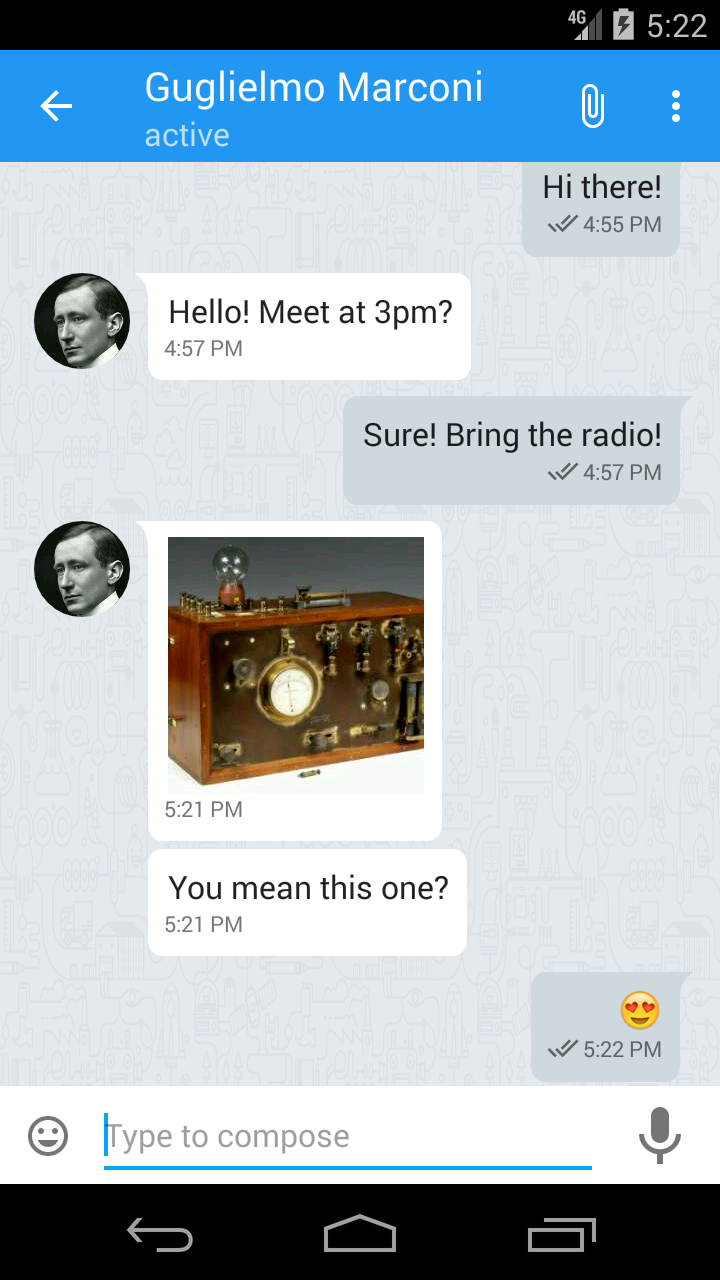 4G 5:22
Guglielmo Marconi
active
Hi there!
4:55 PM
Hello! Meet at 3pm?
4:57 PM
Sure! Bring the radio!
4:57 PM
5:21 PM
You mean this one?
5:21 PM
5:22 PM
Type to compose